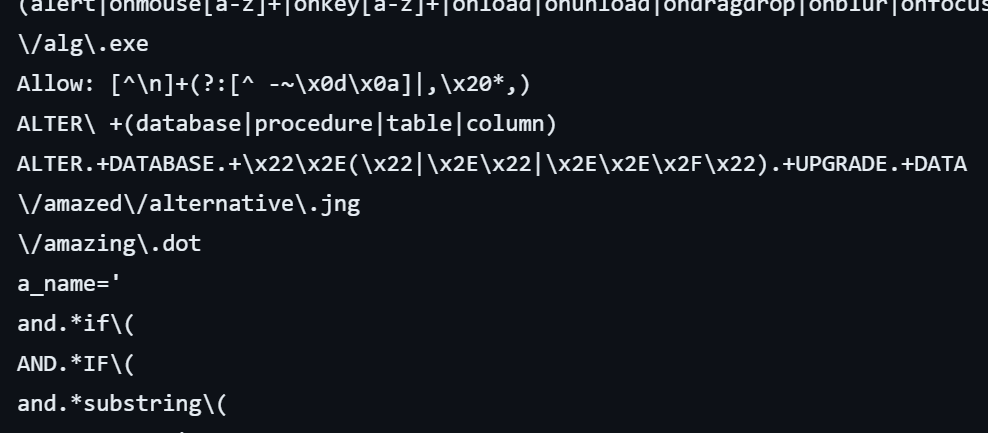 (alert|onmouse[a-z]+|onkey[a-z]+|onload|onunload|ondragdrop|onblur|onfocus
\/alg\.exe
Allow: [^\n]+(?:[^ -~\x0d\x0a]|,\x20*,)
ALTER\ +(database|procedure|table|column)
ALTER.+DATABASE.+\x22\x2E(\x22|\x2E\x22|\x2E\x2E\x2F\x22).+UPGRADE.+DATA
\/amazed\/alternative\.jng
\/amazing\.dot
a_name='
and.*if\(
AND.*IF\(
and.*substring\(